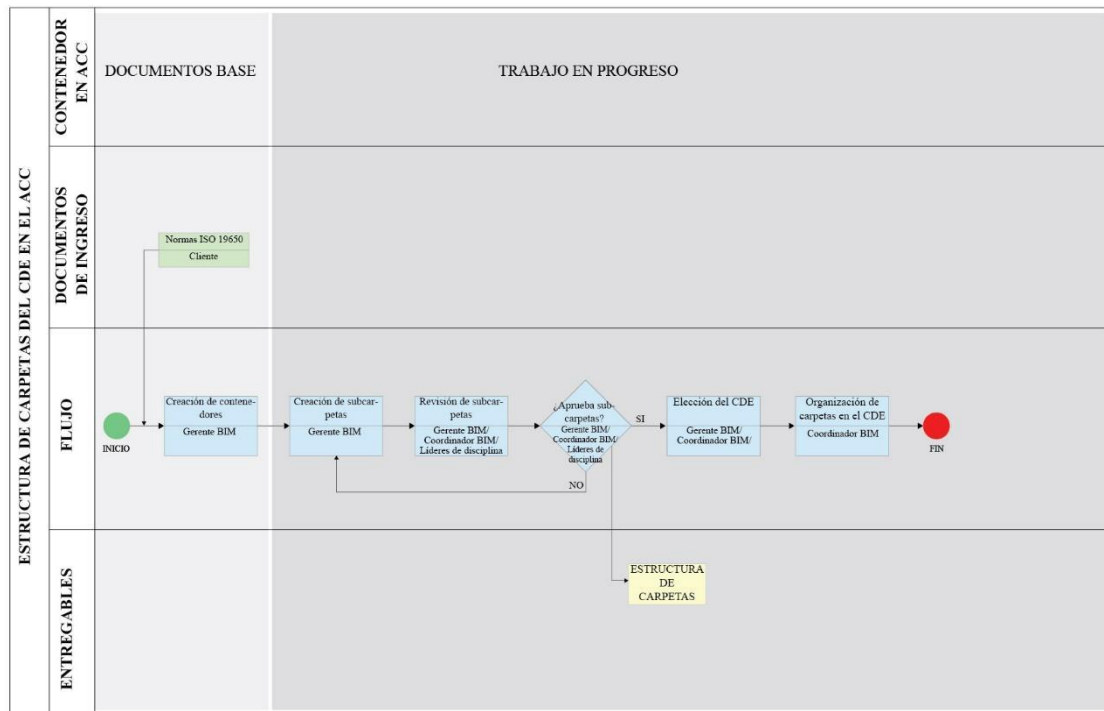 ESTRUCTURA DE CARPETAS DEL CDE EN EL ACC
CONTENEDOR
EN ACC
DOCUMENTOS BASE
TRABAJO EN PROGRESO
DOCUMENTOS
DE INGRESO
Normas ISO 19650
Cliente
FLUJO
INICIO
Creación de contene-
dores
Gerente BIM
Creación de subcar-
petas
Gerente BIM
Revisión de subcar-
petas
Gerente BIM/
Coordinador BIM/
Líderes de disciplina
¿Aprueba sub-
carpetas?
Gerente BIM/
Coordinador BIM/
Líderes de
disciplina
SI
NO
Elección del CDE
Gerente BIM/
Coordinador BIM/
Organización de
carpetas en el CDE
Coordinador BIM
FIN
ENTREGABLES
ESTRUCTURA
DE
CARPETAS